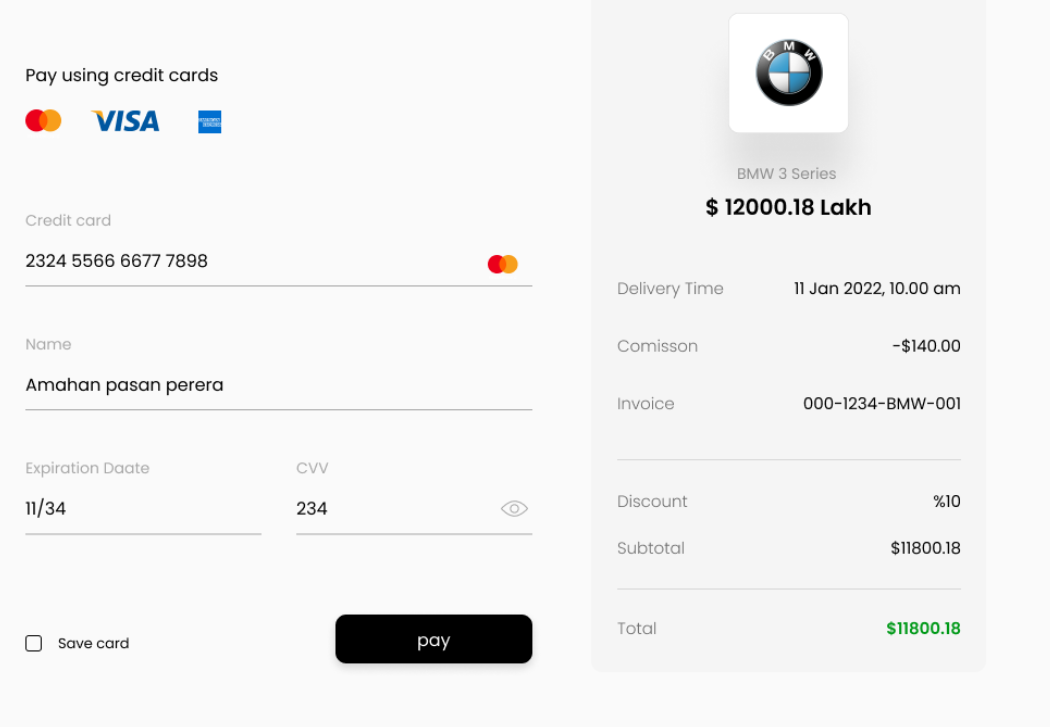 Pay using credit cards
VISA
Credit card
2324 5566 6677 7898
Name
Amahan pasan perera
Expiration Daate
CVV
11/34
234
Save card
pay
BMW
BMW 3 Series
$ 12000.18 Lakh
Delivery Time
11 Jan 2022, 10.00 am
Comisson
-$140.00
Invoice
000-1234-BMW-001
Discount
%10
Subtotal
$11800.18
Total
$11800.18